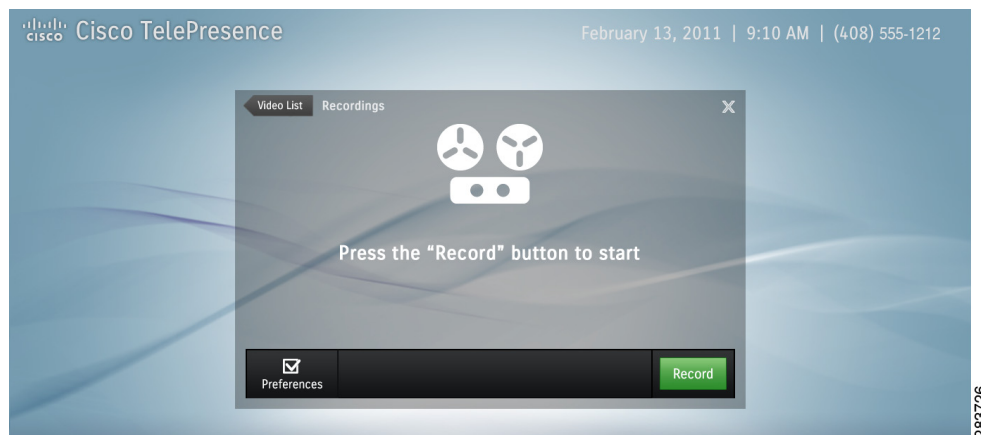 cisco Cisco TelePresence
February 13, 2011 | 9:10 AM | (408) 555-1212
Video List Recordings X
Press the “Record” button to start
Preferences
Record